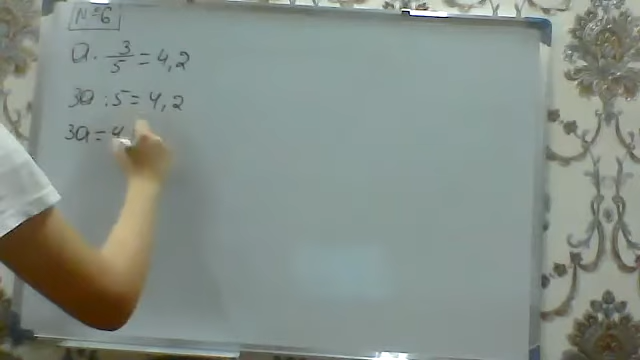 №6
a · 3/5 = 4,2
3a : 5 = 4,2
3a = 4